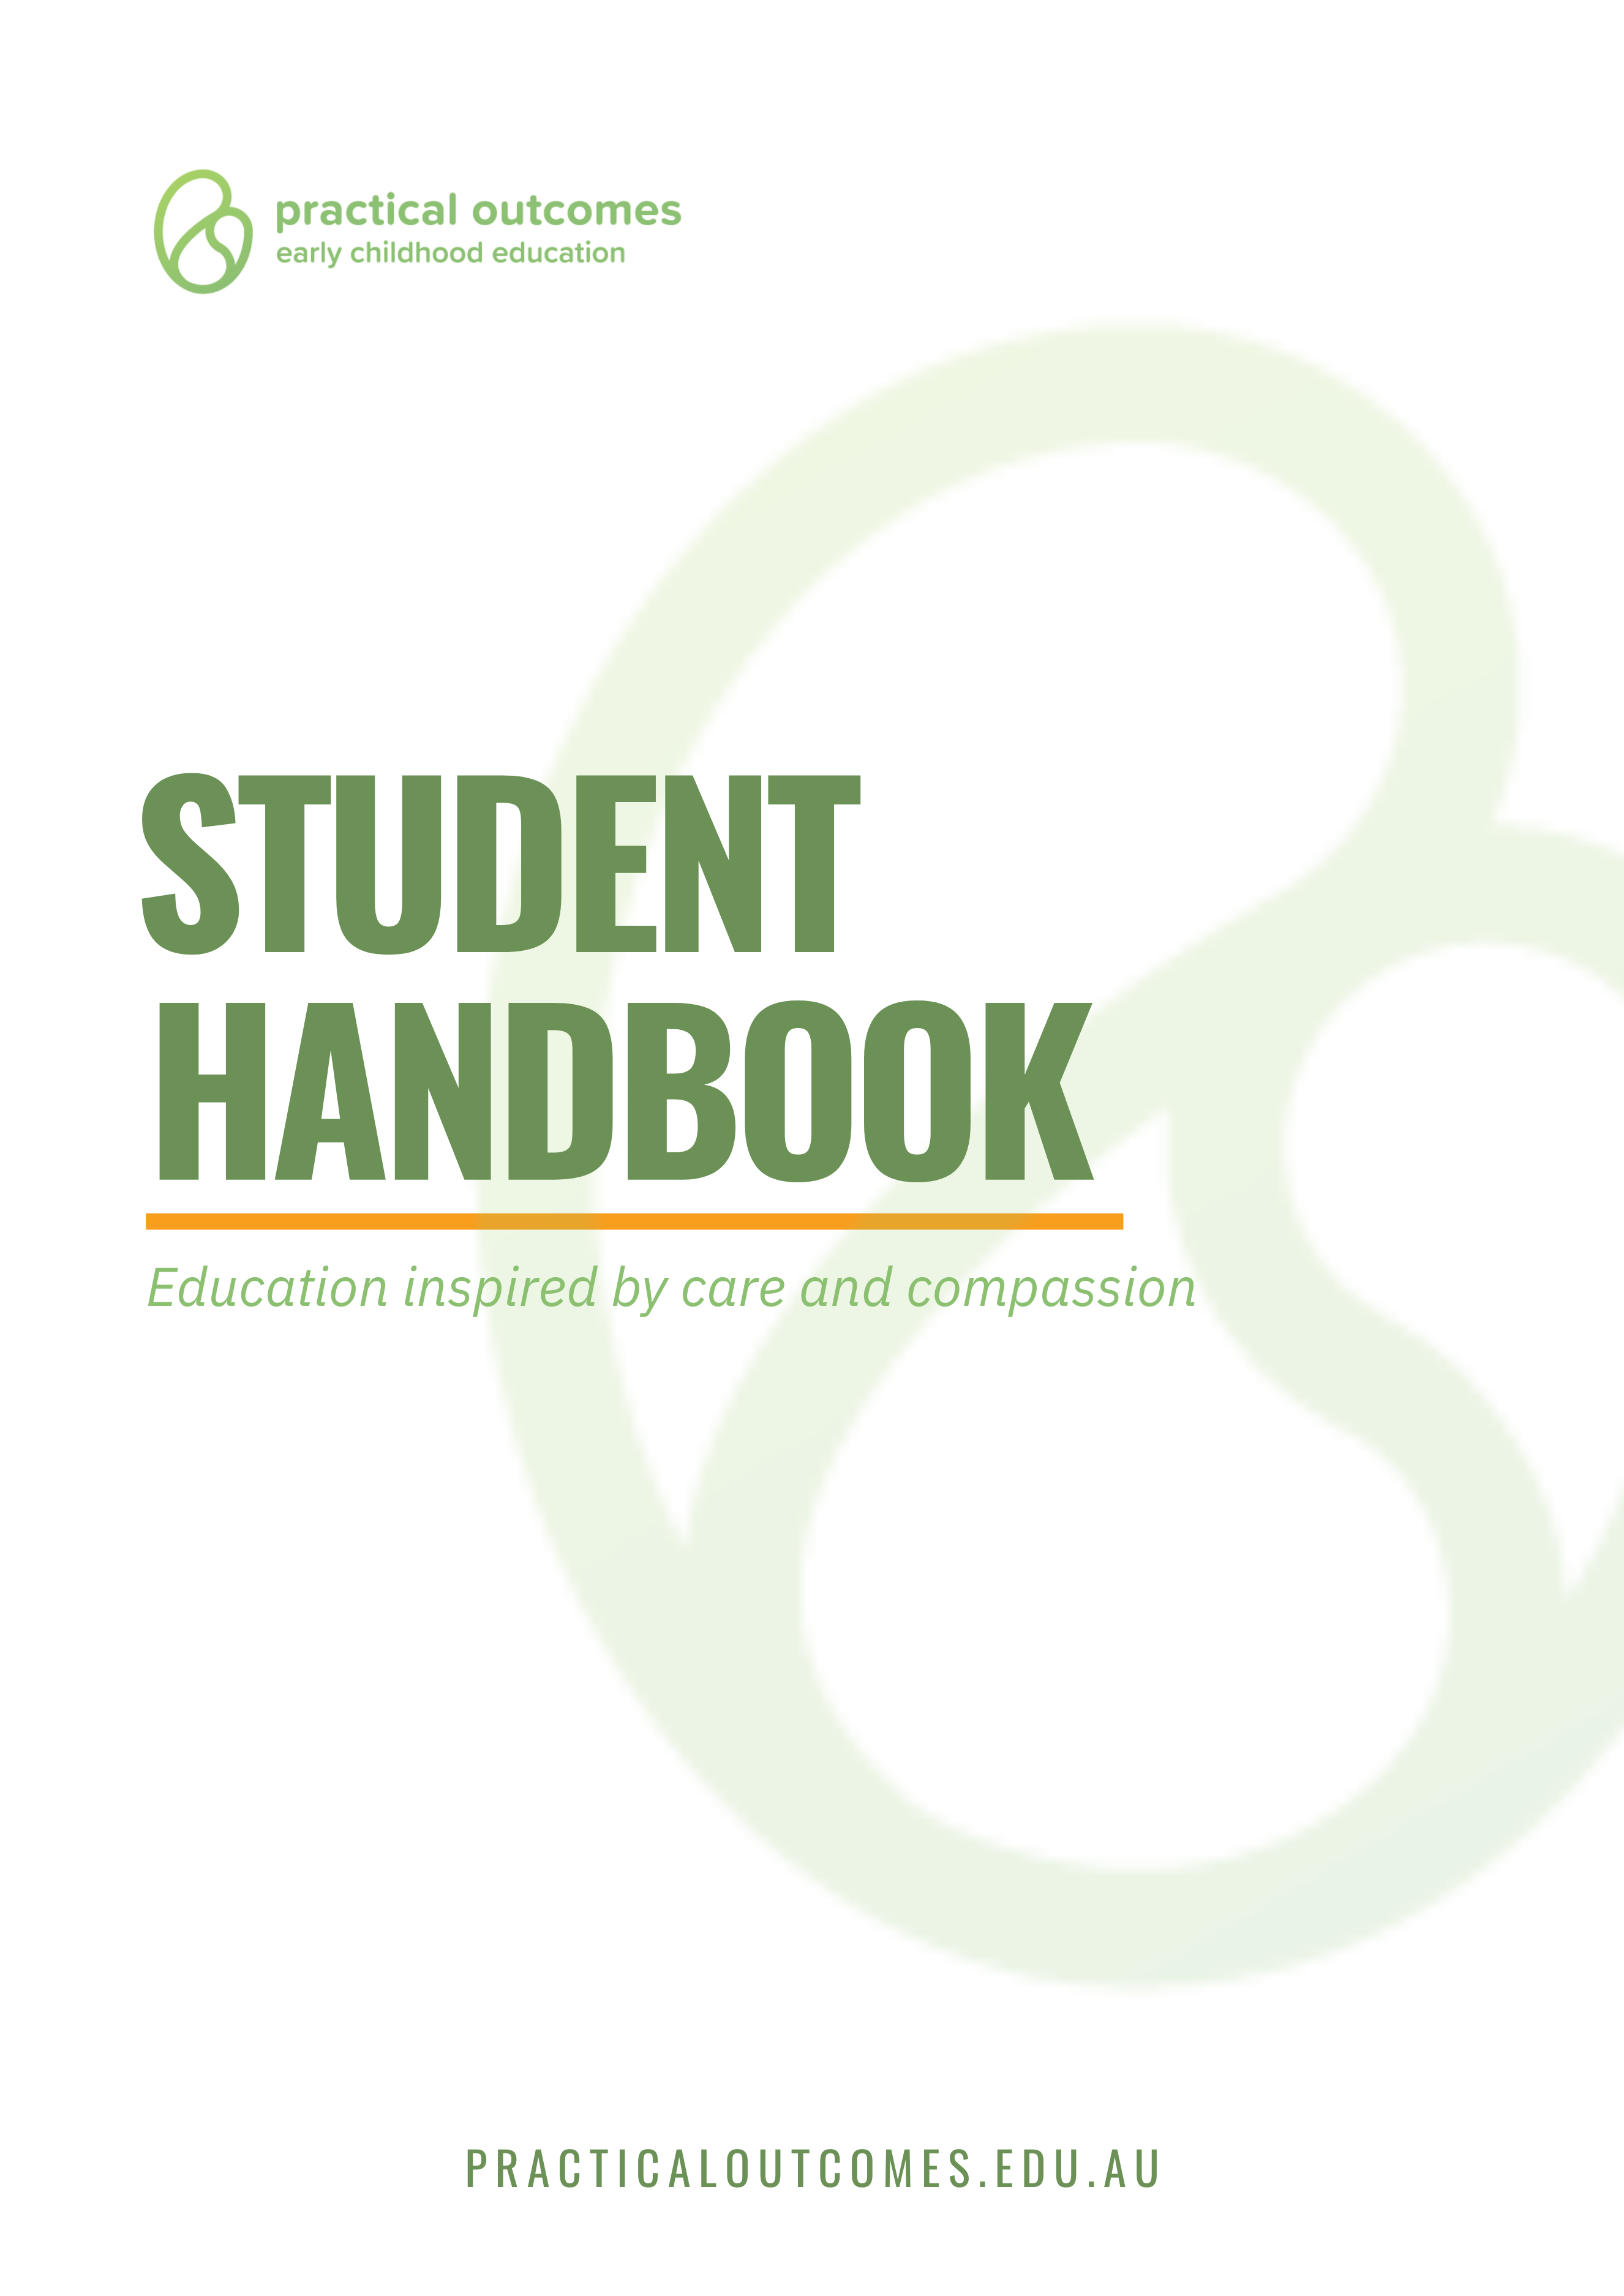 practical outcomes
early childhood education
STUDENT
HANDBOOK
Education inspired by care and compassion
PRACTICALOUTCOMES.EDU.AU